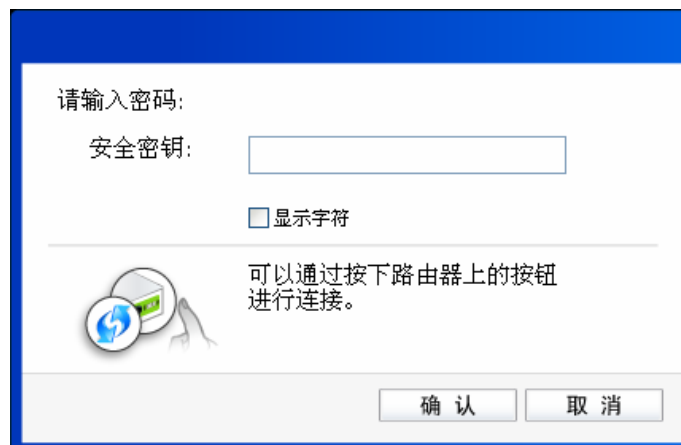 请输入密码:
安全密钥:
显示字符
可以通过按下路由器上的按钮
进行连接。
确 认
取 消